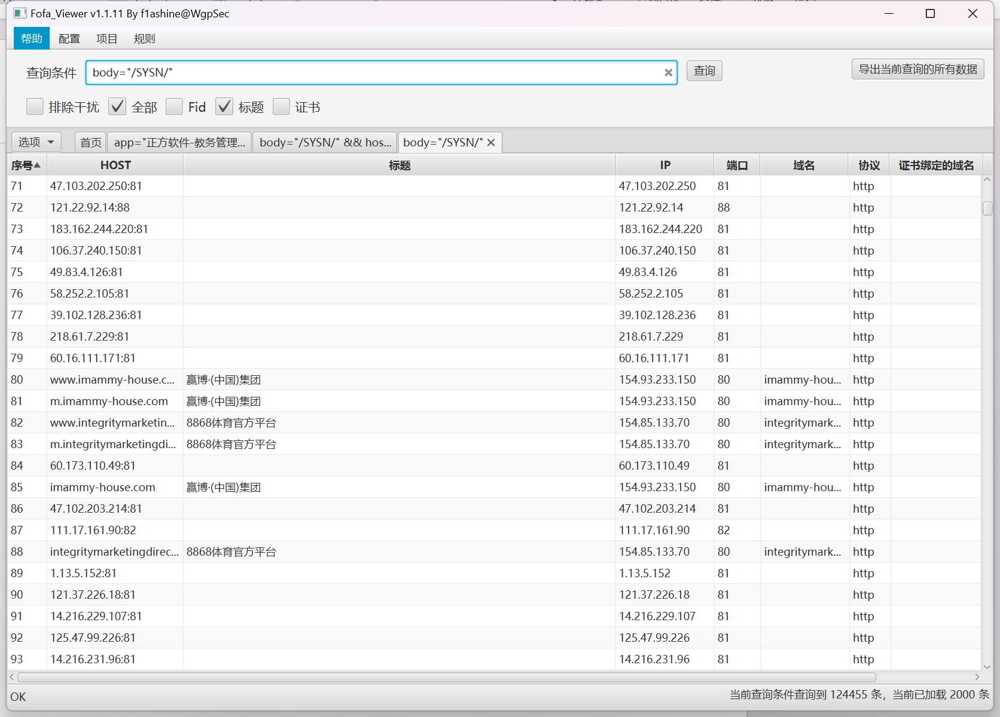 Fofa_Viewer v1.1.11 By f1ashine@WgpSec
帮助 配置 项目 规则
查询条件 body="/SYSN/" 查询 导出当前查询的所有数据
排除干扰 全部 Fid 标题 证书
选项 首页 app="正方软件-教务管理... body="/SYSN/" && hos... body="/SYSN/"
序号 HOST 标题 IP 端口 域名 协议 证书绑定的域名
71 47.103.202.250:81 47.103.202.250 81 http
72 121.22.92.14:88 121.22.92.14 88 http
73 183.162.244.220:81 183.162.244.220 81 http
74 106.37.240.150:81 106.37.240.150 81 http
75 49.83.4.126:81 49.83.4.126 81 http
76 58.252.2.105:81 58.252.2.105 81 http
77 39.102.128.236:81 39.102.128.236 81 http
78 218.61.7.229:81 218.61.7.229 81 http
79 60.16.111.171:81 60.16.111.171 81 http
80 www.imammy-house.c... 赢博·(中国)集团 154.93.233.150 80 imammy-hou... http
81 m.imammy-house.com 赢博·(中国)集团 154.93.233.150 80 imammy-hou... http
82 www.integritymarketin... 8868体育官方平台 154.85.133.70 80 integritymark... http
83 m.integritymarketingdi... 8868体育官方平台 154.85.133.70 80 integritymark... http
84 60.173.110.49:81 60.173.110.49 81 http
85 imammy-house.com 赢博·(中国)集团 154.93.233.150 80 imammy-hou... http
86 47.102.203.214:81 47.102.203.214 81 http
87 111.17.161.90:82 111.17.161.90 82 http
88 integritymarketingdirec... 8868体育官方平台 154.85.133.70 80 integritymark... http
89 1.13.5.152:81 1.13.5.152 81 http
90 121.37.226.18:81 121.37.226.18 81 http
91 14.216.229.107:81 14.216.229.107 81 http
92 125.47.99.226:81 125.47.99.226 81 http
93 14.216.231.96:81 14.216.231.96 81 http
OK 当前查询条件查询到 124455 条，当前已加载 2000 条